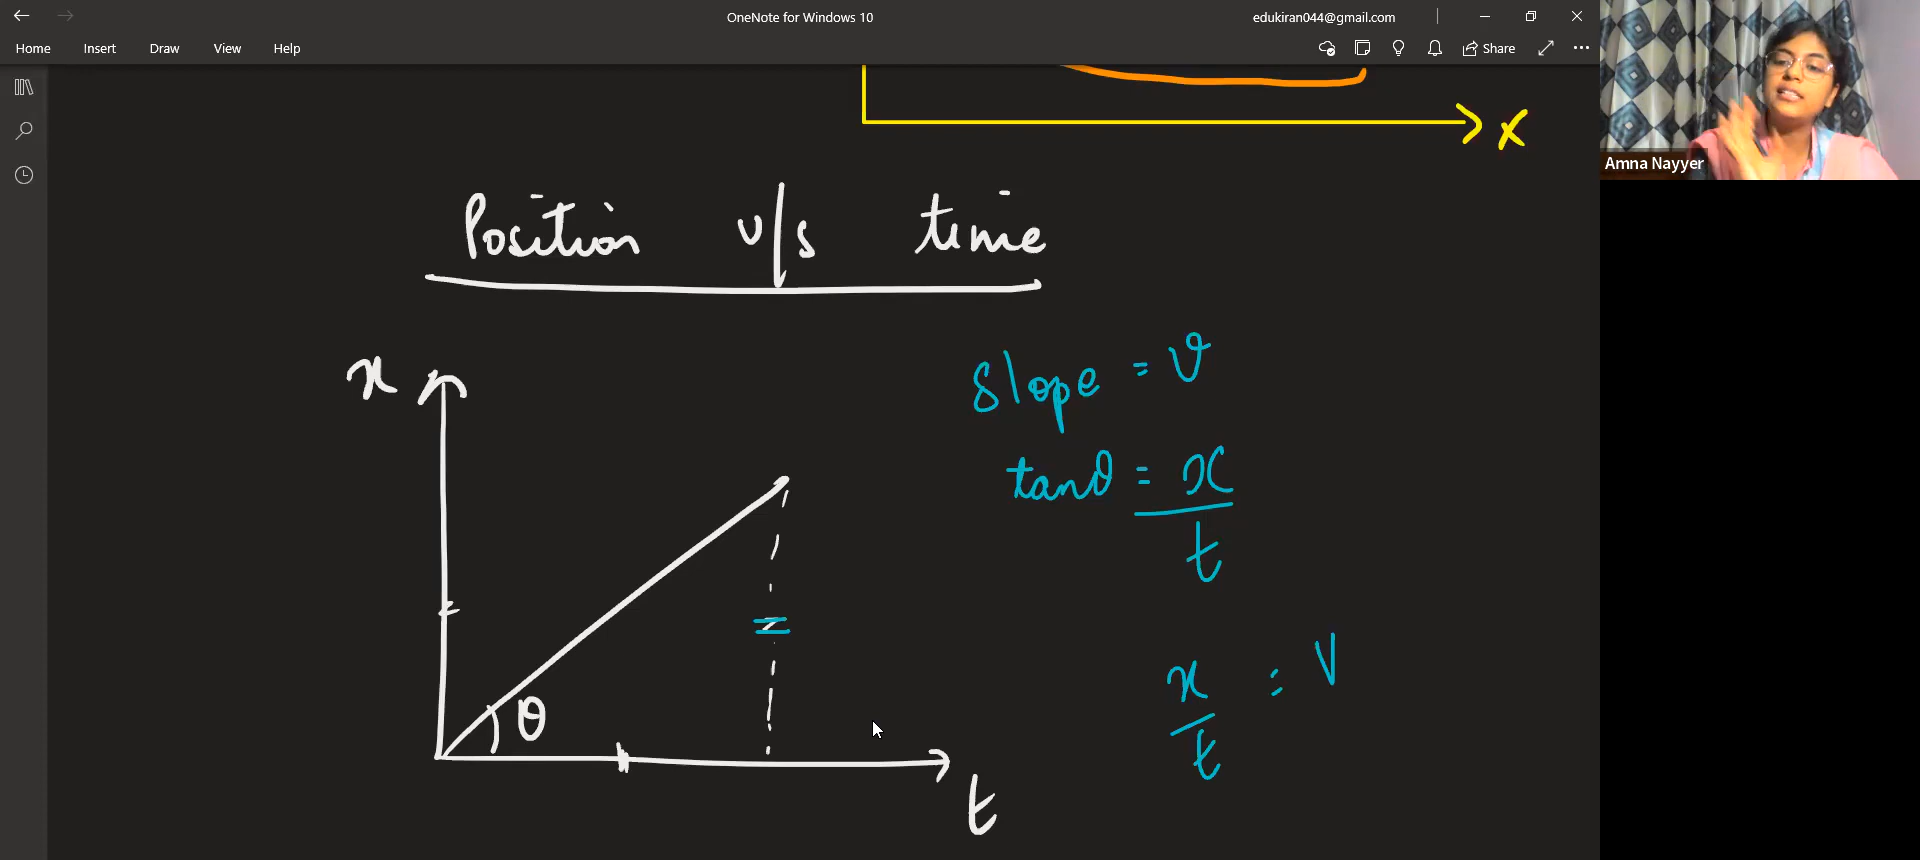 OneNote for Windows 10
edukiran044@gmail.com
Home Insert Draw View Help
Share
x
Amna Nayyer
Position v/s time
x
slope = v
tanθ = x
t
θ
x = V
t
t